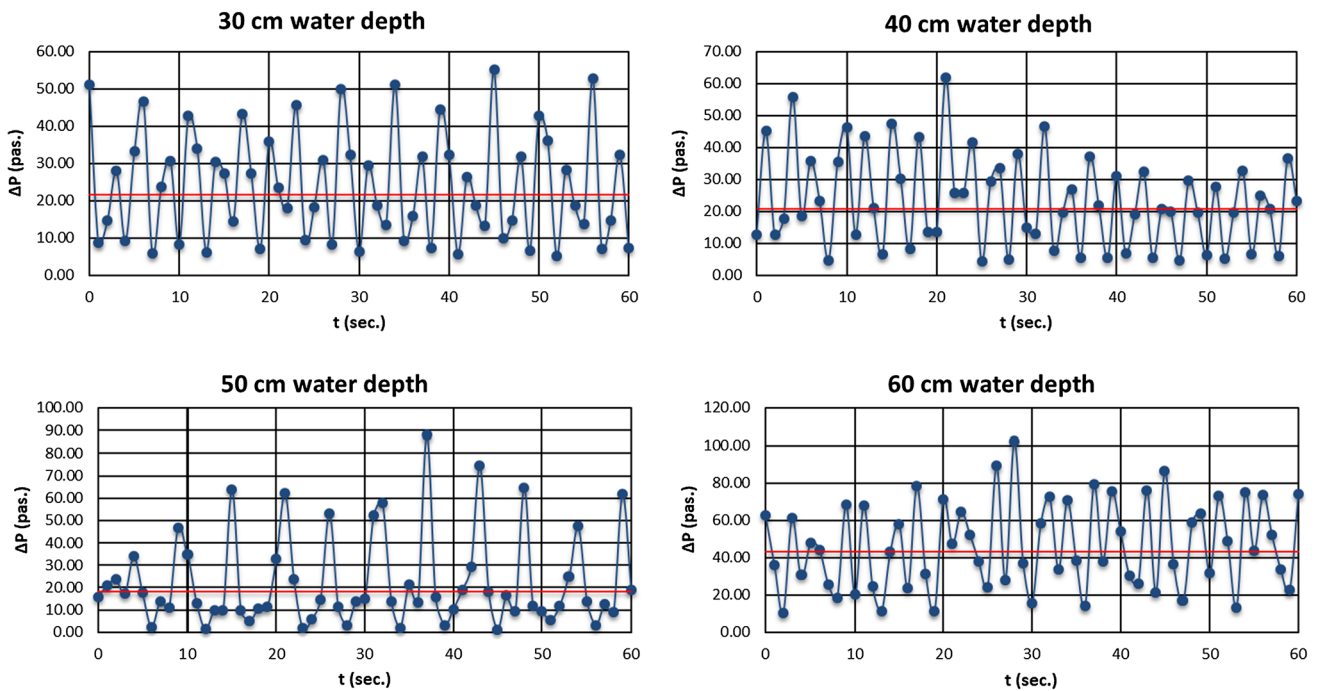 30 cm water depth
60.00
50.00
40.00
30.00
20.00
10.00
0.00
ΔP (pas.)
0 10 20 30 40 50 60
t (sec.)
40 cm water depth
70.00
60.00
50.00
40.00
30.00
20.00
10.00
0.00
ΔP (pas.)
0 10 20 30 40 50 60
t (sec.)
50 cm water depth
100.00
90.00
80.00
70.00
60.00
50.00
40.00
30.00
20.00
10.00
0.00
ΔP (pas.)
0 10 20 30 40 50 60
t (sec.)
60 cm water depth
120.00
100.00
80.00
60.00
40.00
20.00
0.00
ΔP (pas.)
0 10 20 30 40 50 60
t (sec.)